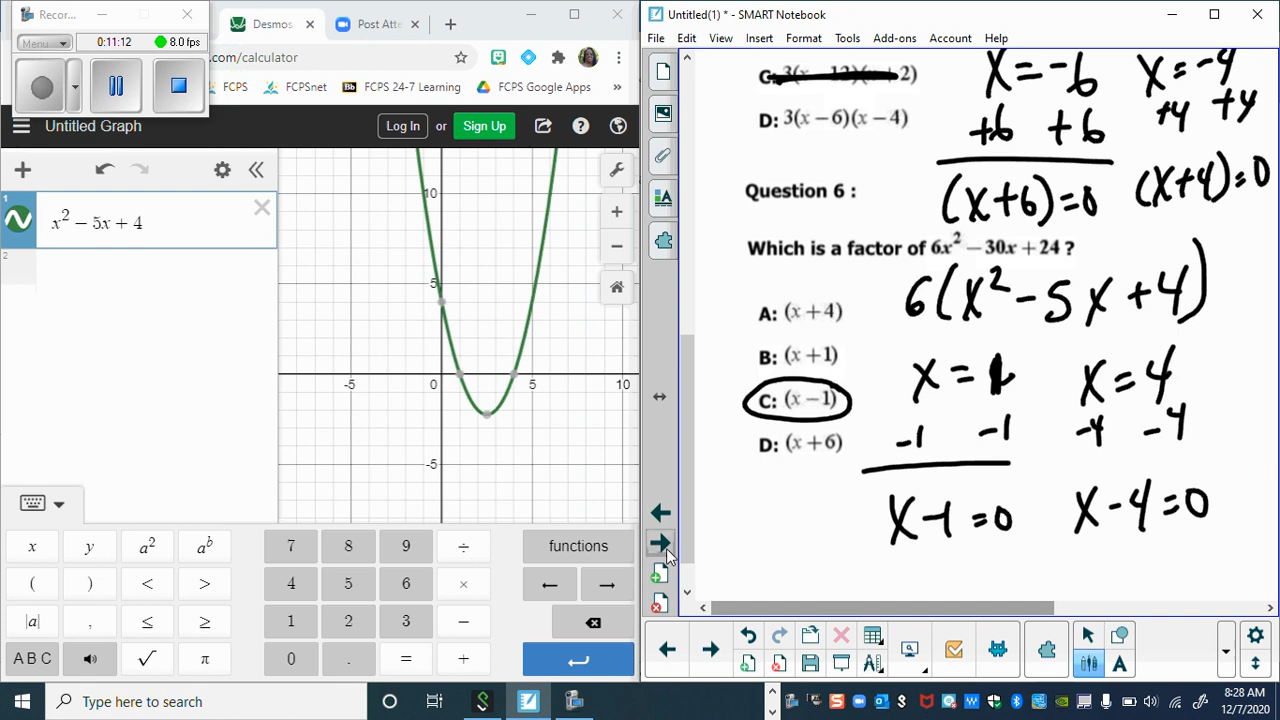 Recor...
Menu
0:11:12
8.0 fps
Desmos
Post Atte
/calculator
FCPS
FCPSnet
Bb FCPS 24-7 Learning
FCPS Google Apps
Untitled Graph
Log In
or
Sign Up
1
x² − 5x + 4
2
10
5
-5
0
5
10
-5
x y a² aᵇ 7 8 9 ÷ functions
( ) < > 4 5 6 × ← →
|a| , ≤ ≥ 1 2 3 −
A B C √ π 0 . = +
Untitled(1) * - SMART Notebook
File Edit View Insert Format Tools Add-ons Account Help
D: 3(x − 6)(x − 4)
x = -6 x = -4
+6 +6 +4 +4
(x+6)=0 (x+4)=0
Question 6 :
Which is a factor of 6x² − 30x + 24 ?
6(x² - 5x + 4)
A: (x + 4)
B: (x + 1)
C: (x − 1)
D: (x + 6)
x = 1 x = 4
-1 -1 -4 -4
x - 1 = 0 x - 4 = 0
Type here to search
8:28 AM
12/7/2020